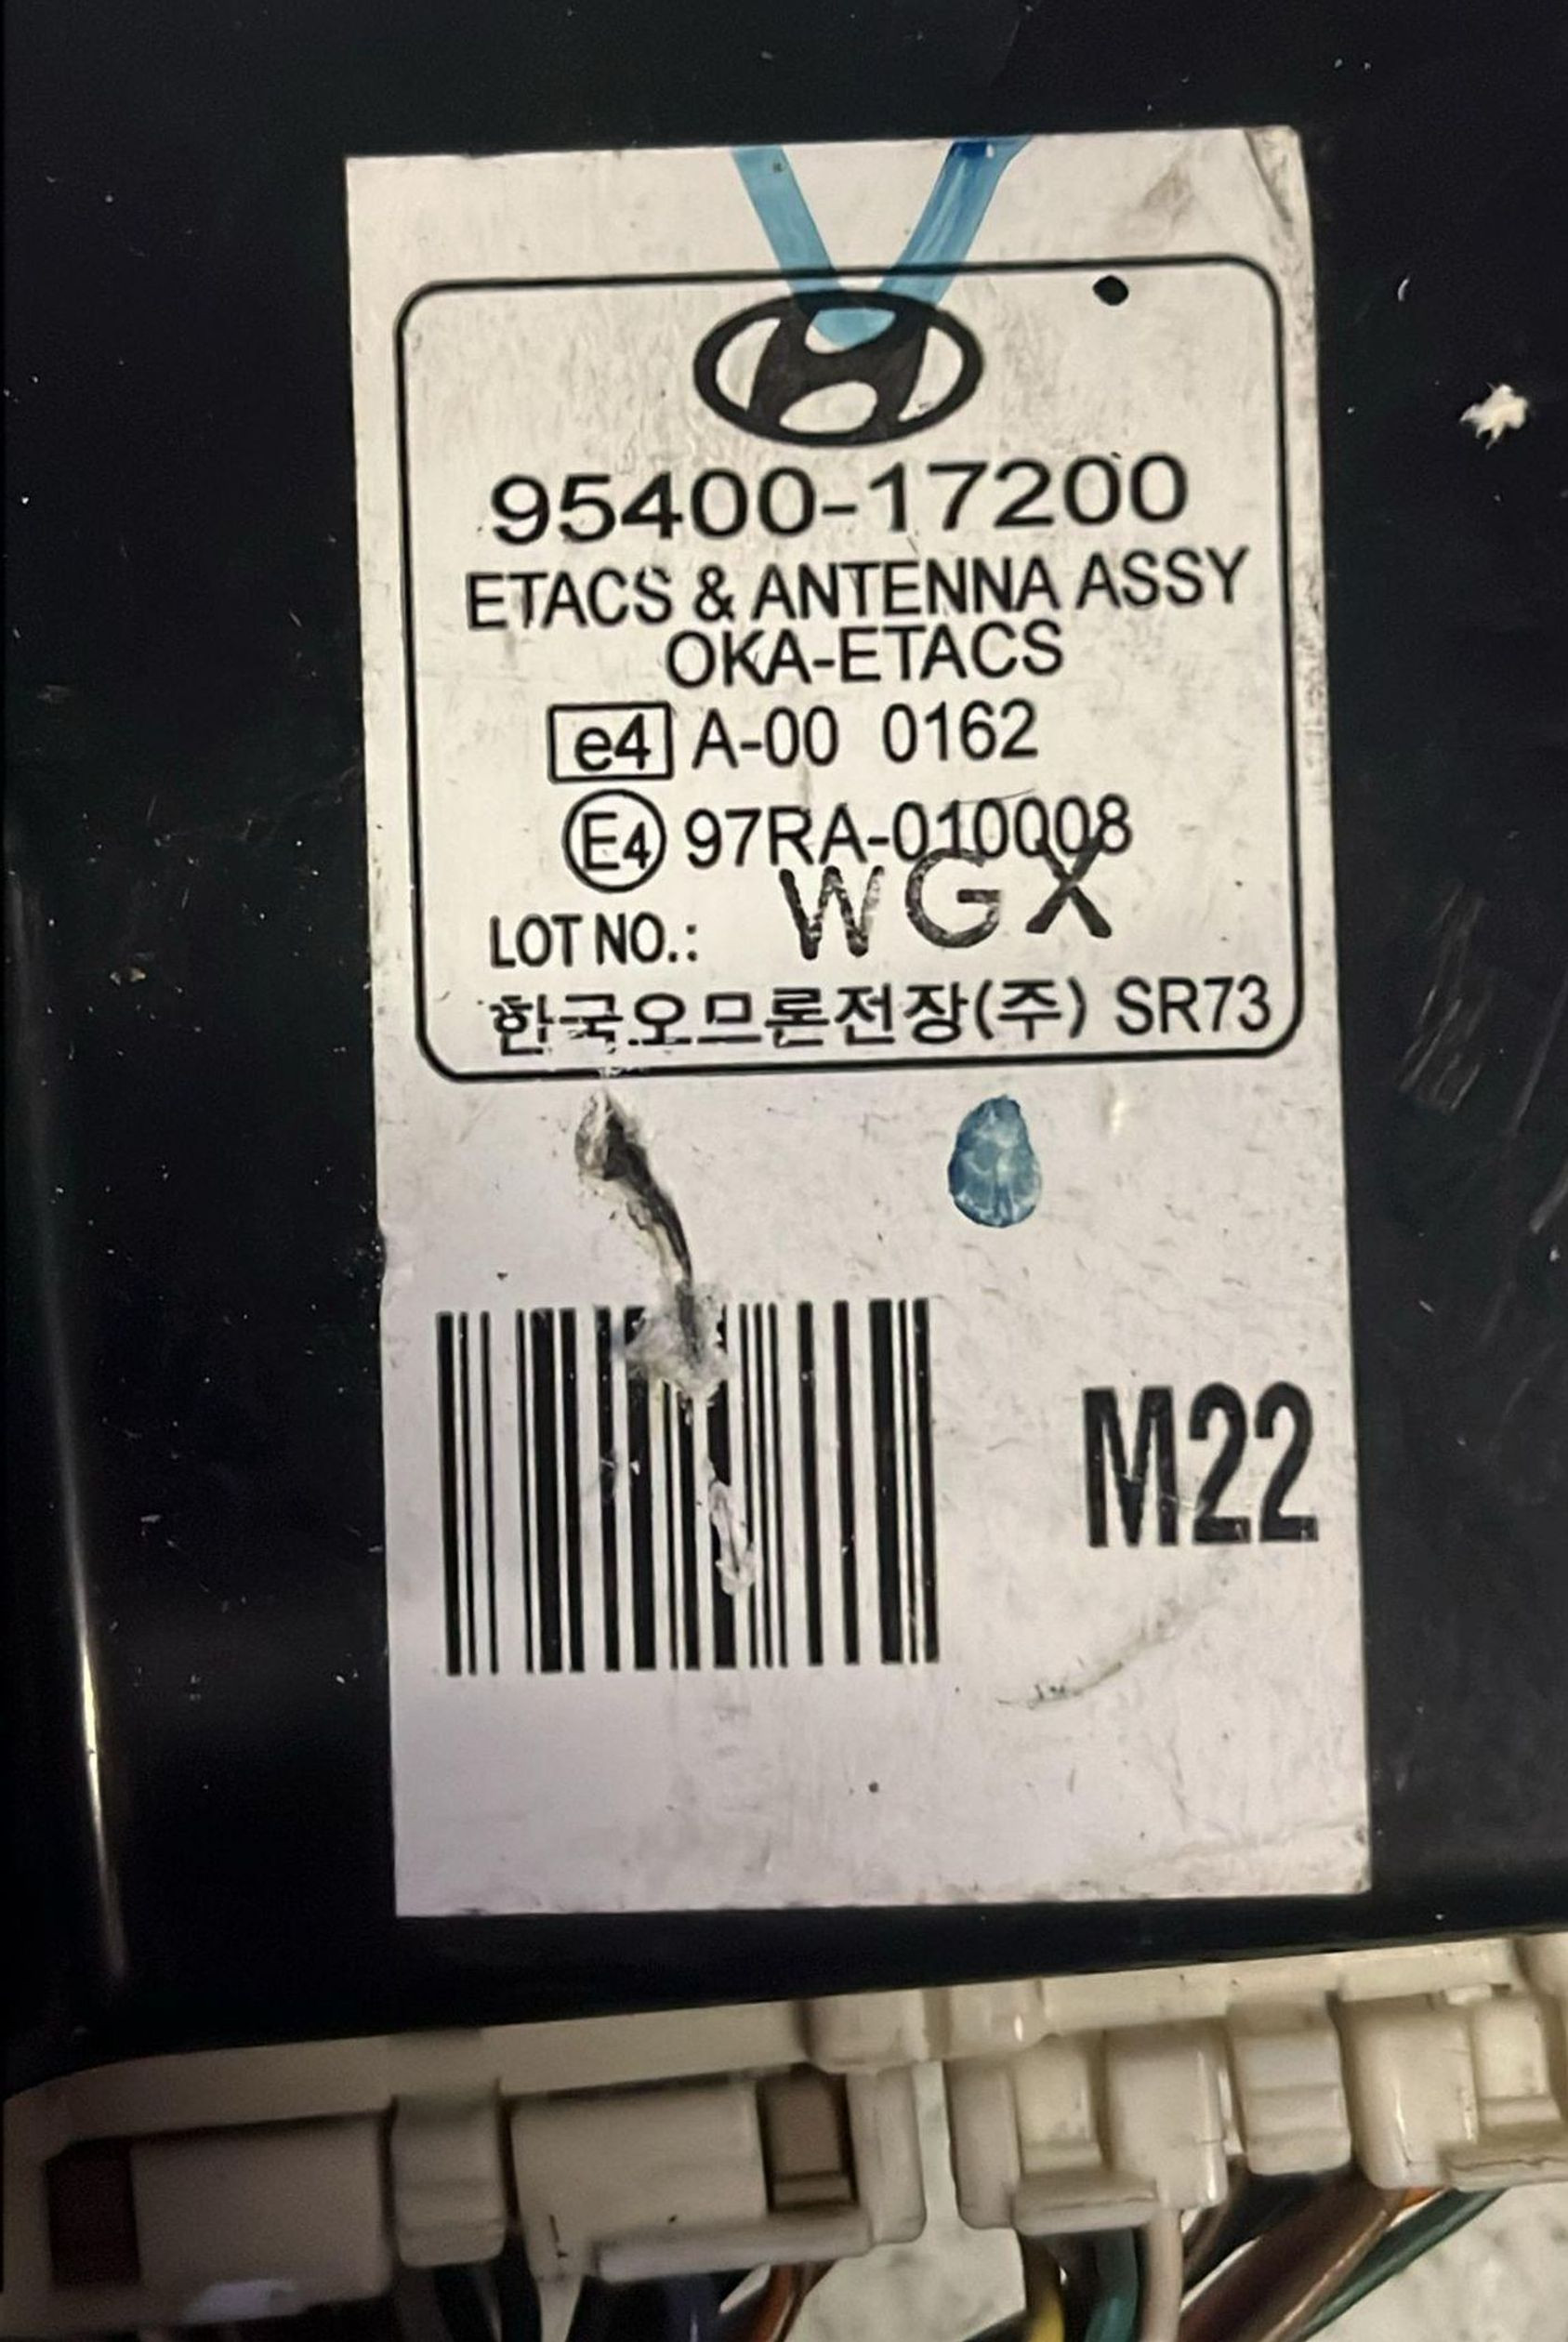 95400-17200
ETACS & ANTENNA ASSY
OKA-ETACS
e4 A-00 0162
E4 97RA-010008
LOT NO.: WGX
한국오므론전장(주) SR73
M22